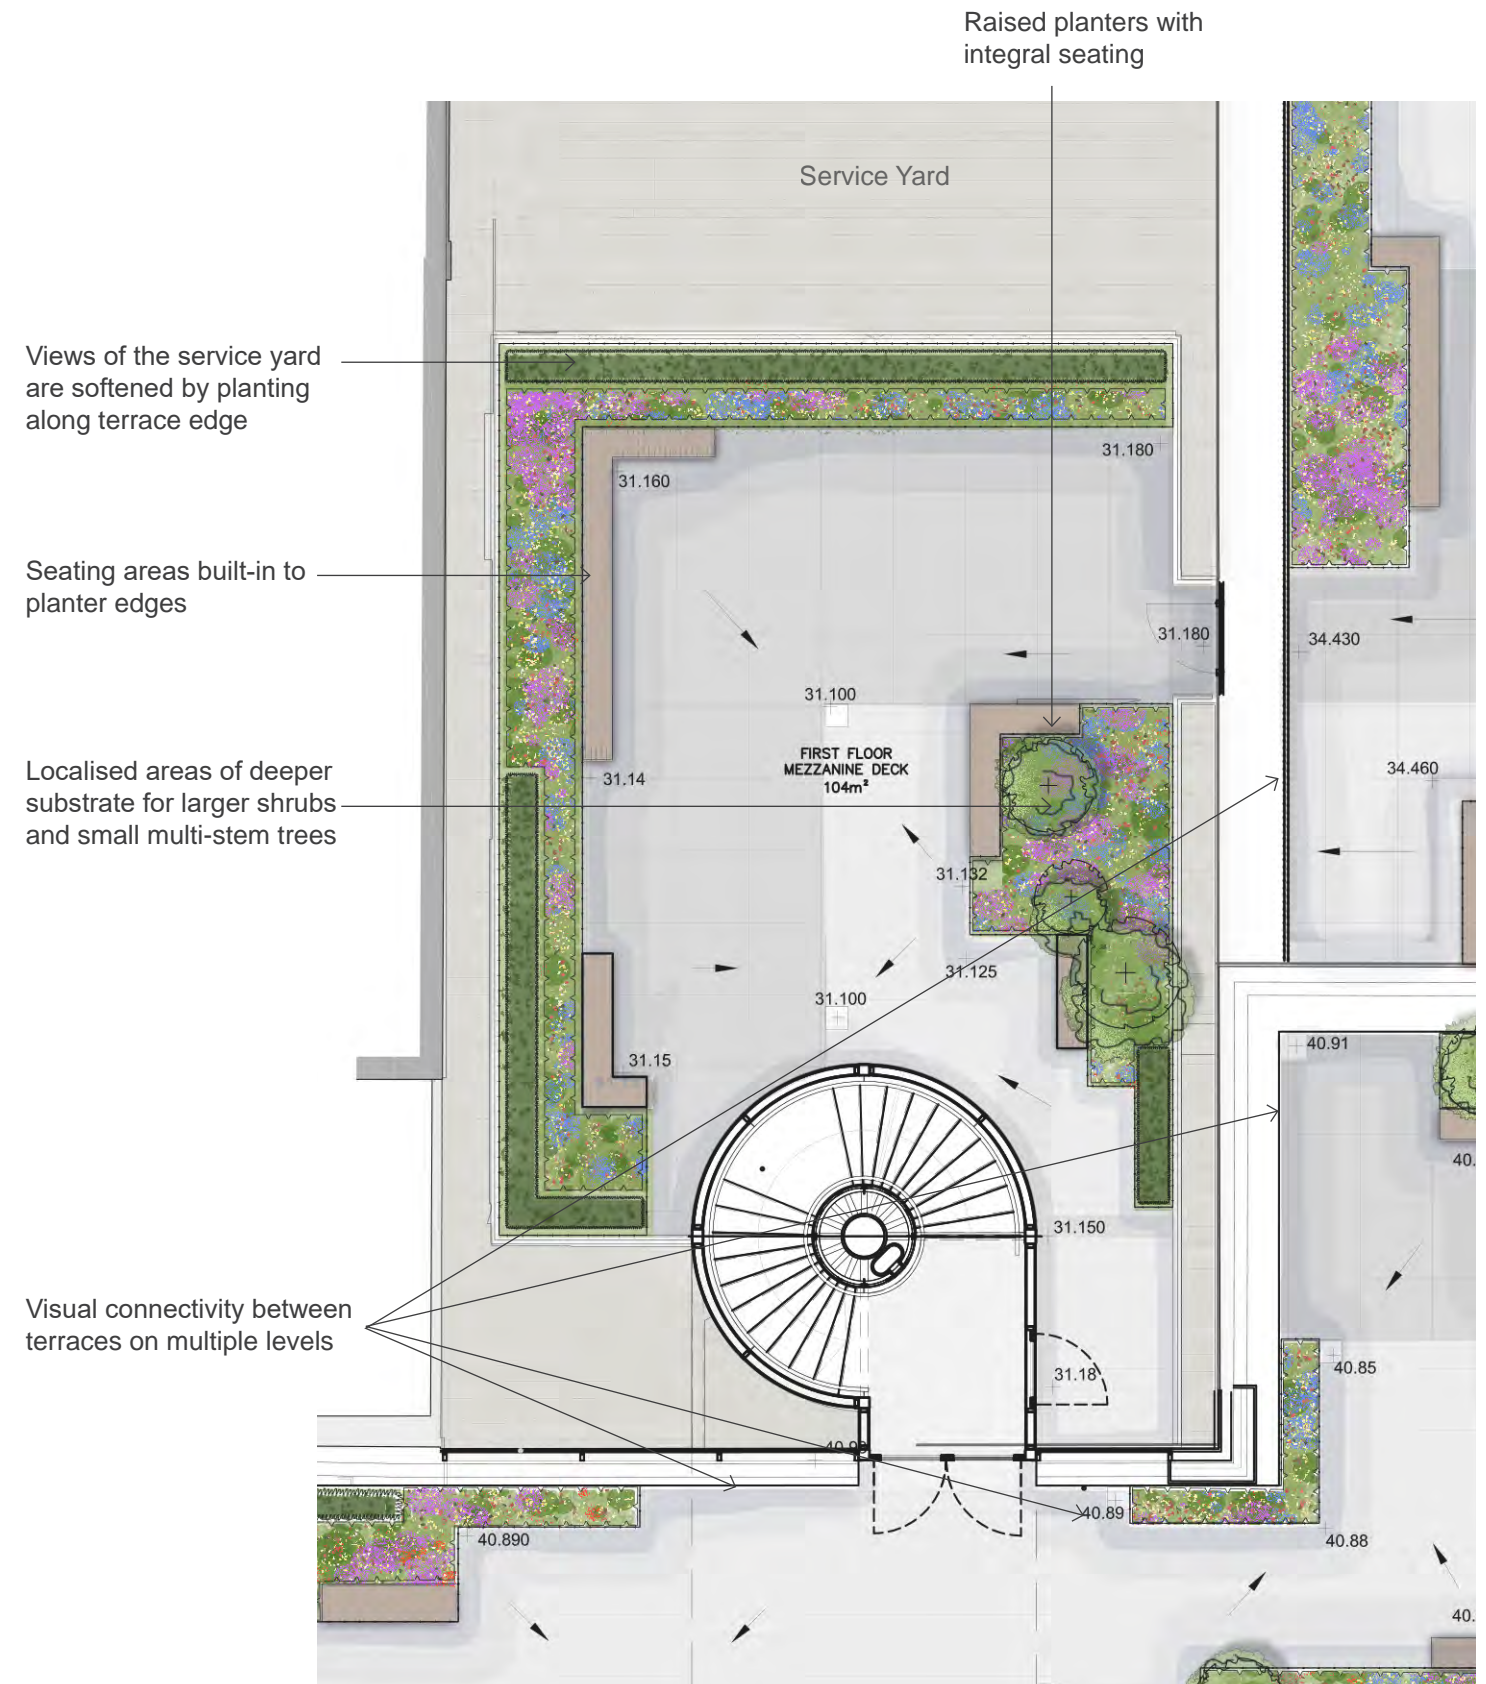 Raised planters with
integral seating
Service Yard
Views of the service yard
are softened by planting
along terrace edge
31.180
31.160
Seating areas built-in to
planter edges
31.180
34.430
31.100
FIRST FLOOR
MEZZANINE DECK
104m²
Localised areas of deeper
substrate for larger shrubs
and small multi-stem trees
31.14
34.460
31.132
31.125
31.100
31.15
40.91
40.
31.150
Visual connectivity between
terraces on multiple levels
31.18
40.85
40.89
40.890
40.88
40.